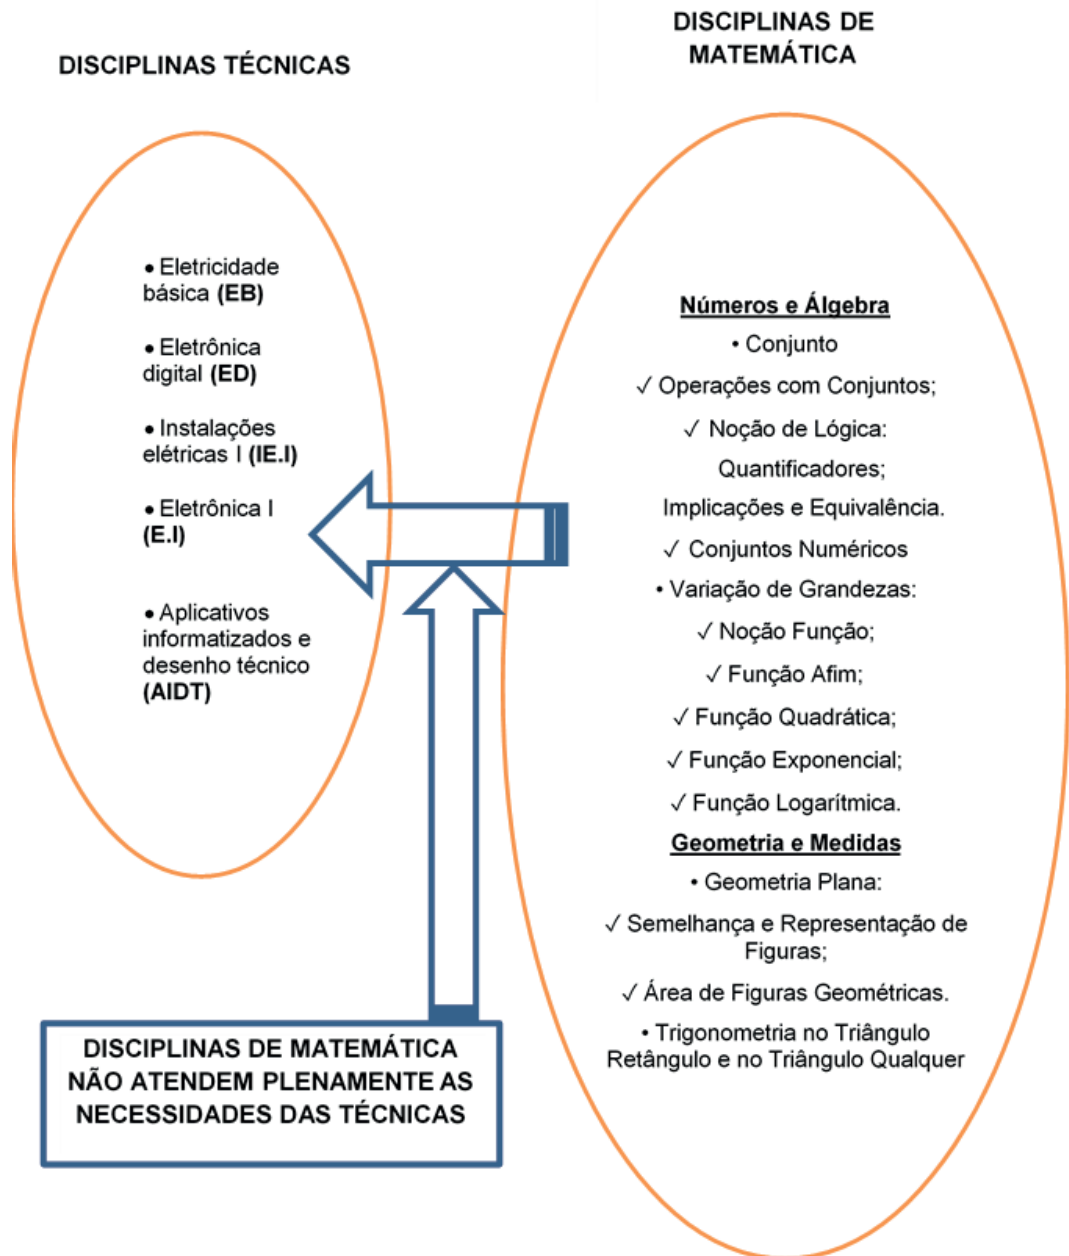 DISCIPLINAS TÉCNICAS
• Eletricidade
básica (EB)
• Eletrônica
digital (ED)
• Instalações
elétricas I (IE.I)
• Eletrônica I
(E.I)
• Aplicativos
informatizados e
desenho técnico
(AIDT)
DISCIPLINAS DE
MATEMÁTICA
Números e Álgebra
• Conjunto
✓ Operações com Conjuntos;
✓ Noção de Lógica:
Quantificadores;
Implicações e Equivalência.
✓ Conjuntos Numéricos
• Variação de Grandezas:
✓ Noção Função;
✓ Função Afim;
✓ Função Quadrática;
✓ Função Exponencial;
✓ Função Logarítmica.
Geometria e Medidas
• Geometria Plana:
✓ Semelhança e Representação de
Figuras;
✓ Área de Figuras Geométricas.
• Trigonometria no Triângulo
Retângulo e no Triângulo Qualquer
DISCIPLINAS DE MATEMÁTICA
NÃO ATENDEM PLENAMENTE AS
NECESSIDADES DAS TÉCNICAS